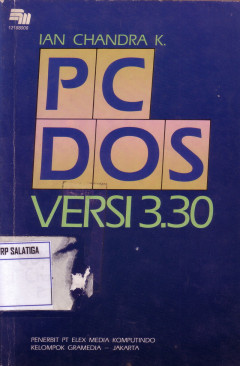 IAN CHANDRA K.
PC
DOS
VERSI 3.30
RP SALATIGA
PENERBIT PT ELEX MEDIA KOMPUTINDO
KELOMPOK GRAMEDIA – JAKARTA